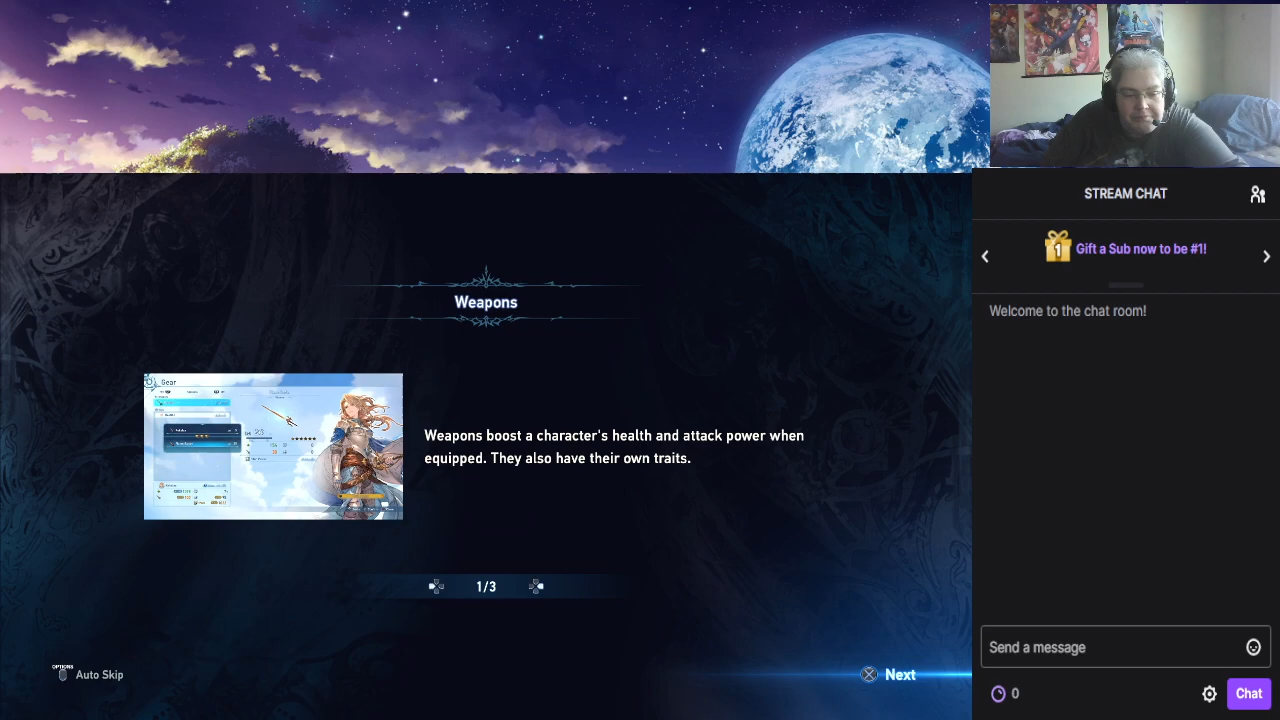 STREAM CHAT
1 Gift a Sub now to be #1!
Welcome to the chat room!
Weapons
Gear
Weapons boost a character's health and attack power when
equipped. They also have their own traits.
1/3
OPTIONS
Auto Skip
Next
Send a message
0
Chat